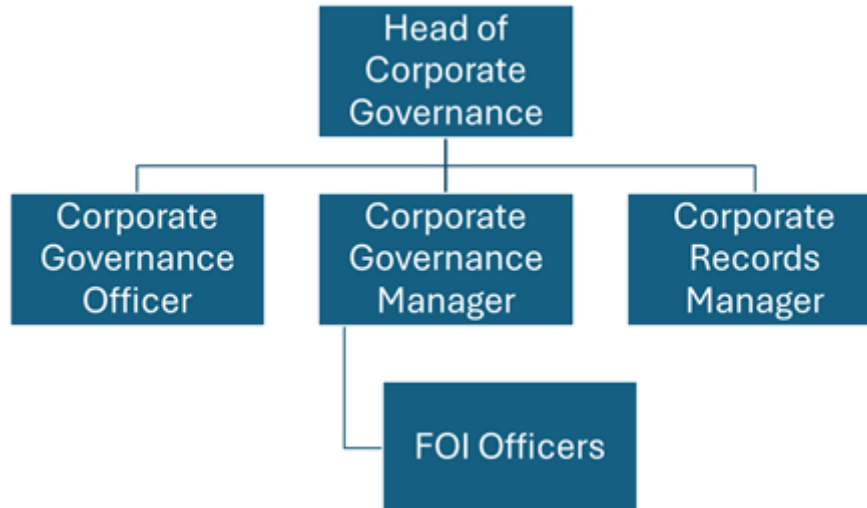 Head of
Corporate
Governance
Corporate
Governance
Officer
Corporate
Governance
Manager
Corporate
Records
Manager
FOI Officers